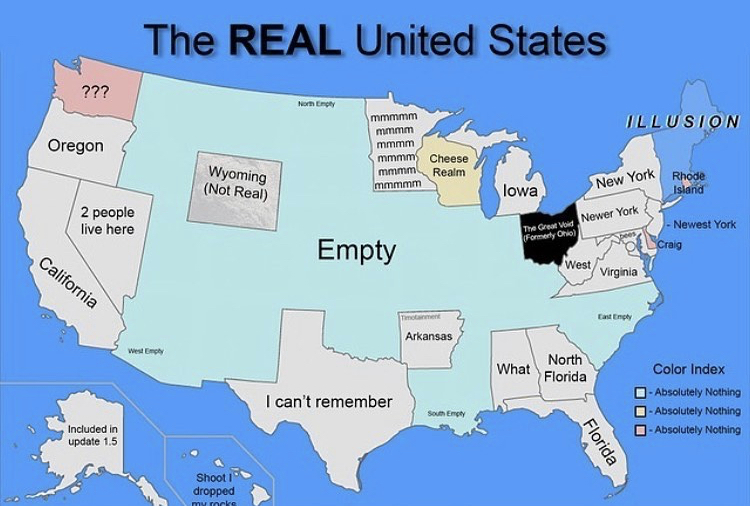 The REAL United States
???
North Empty
mmmmm
mmmm
mmmm
mmmm
mmmm
mmmmm
ILLUSION
Oregon
Cheese
Realm
Wyoming
(Not Real)
Iowa
New York
Rhode
Island
2 people
live here
The Great Void
(Formerly Ohio)
Newer York
- Newest York
bees
Craig
Empty
West
Virginia
California
Timotainment
Arkansas
East Empty
West Empty
What
North
Florida
Color Index
- Absolutely Nothing
- Absolutely Nothing
- Absolutely Nothing
I can't remember
South Empty
Florida
Included in
update 1.5
Shoot I
dropped
my rocks